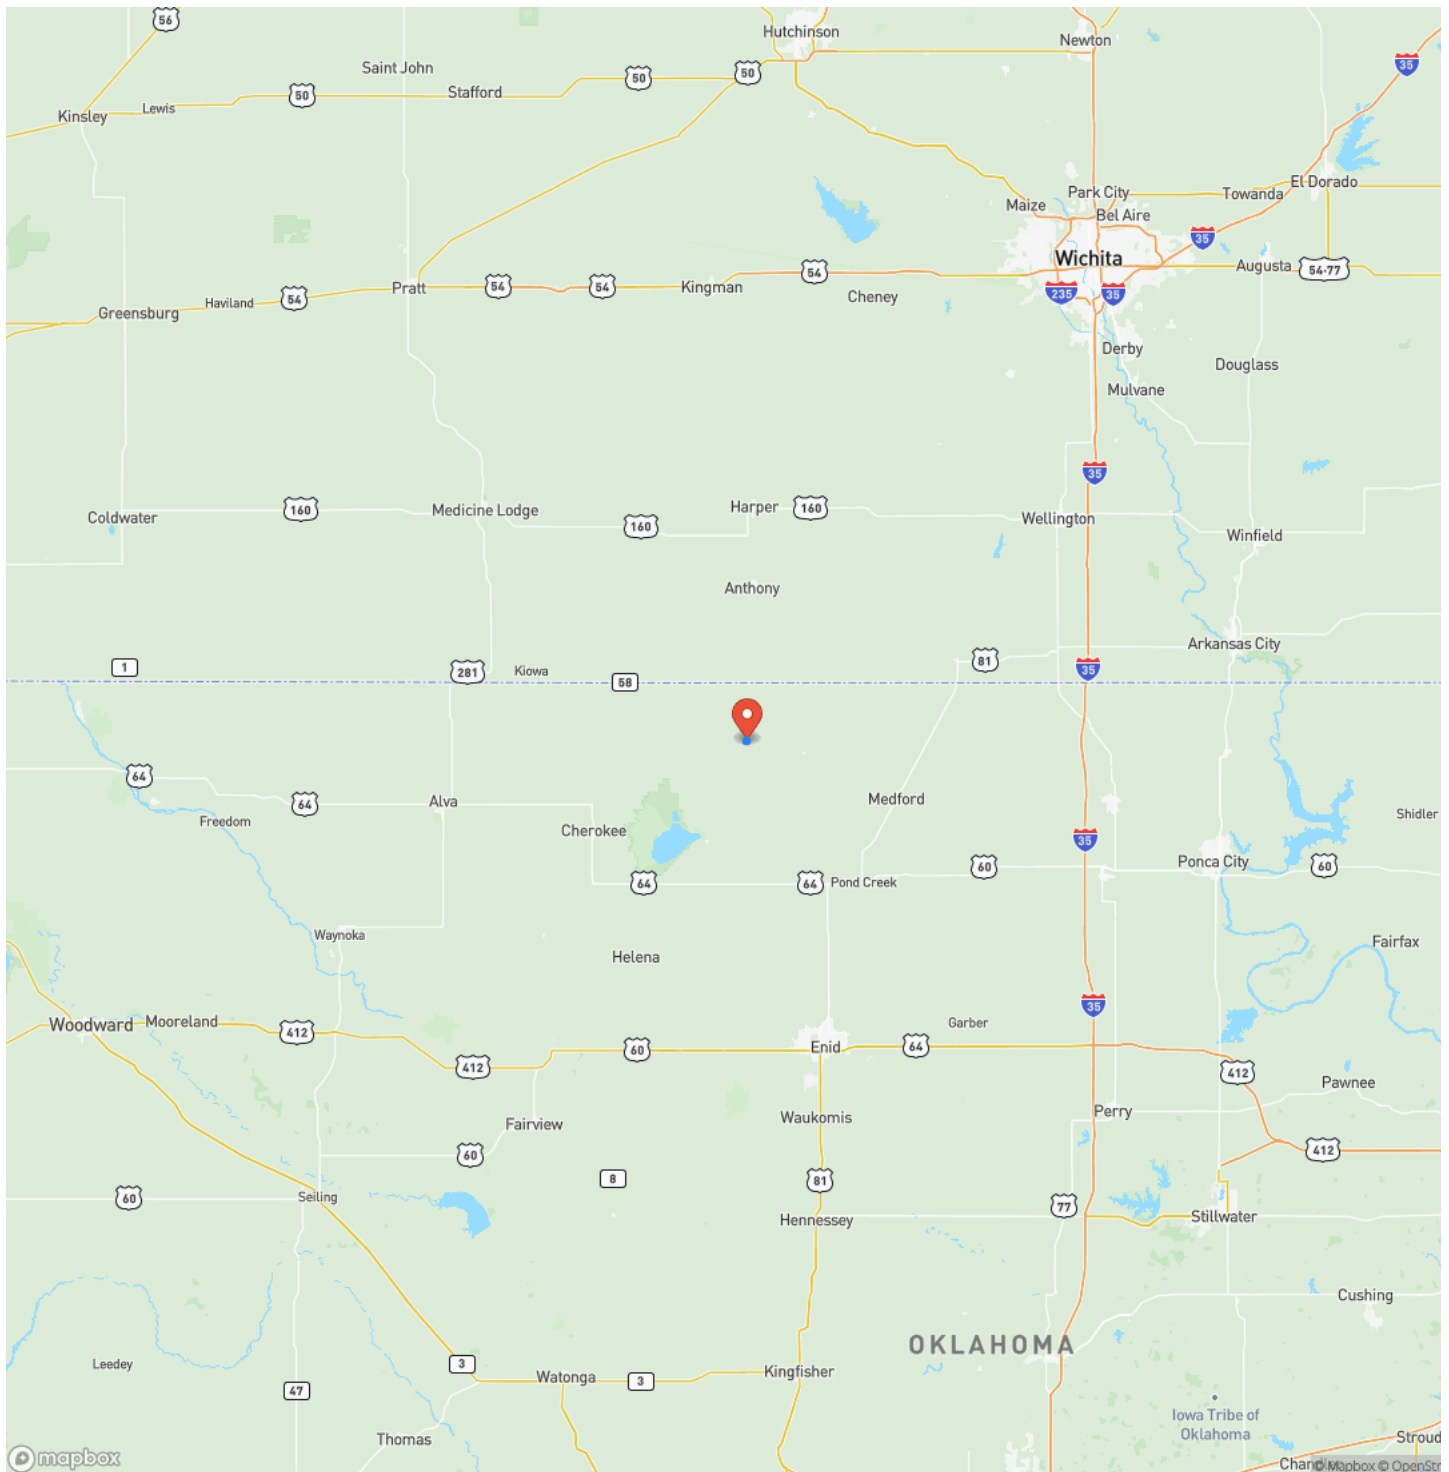 56
Hutchinson
Newton
Saint John
35
50
50
50
Stafford
Lewis
Kinsley
El Dorado
Park City
Towanda
Maize
Bel Aire
35
Wichita
Augusta
54-77
54
Pratt
54
54
Kingman
54
Cheney
235
35
Haviland
Greensburg
Derby
Douglass
Mulvane
35
Harper
160
160
Medicine Lodge
Coldwater
160
Wellington
Winfield
Anthony
Arkansas City
1
281
Kiowa
58
81
35
64
64
Alva
Medford
Freedom
Cherokee
Shidler
35
64
64
Pond Creek
60
Ponca City
60
Waynoka
Helena
Fairfax
35
Woodward
Mooreland
412
Garber
412
60
Enid
64
412
Pawnee
Fairview
Waukomis
Perry
60
412
8
81
60
Seiling
Hennessey
77
Stillwater
Cushing
OKLAHOMA
Leedey
3
Kingfisher
47
Watonga
3
Iowa Tribe of
Oklahoma
Thomas
Stroud
mapbox
© Mapbox © OpenStr